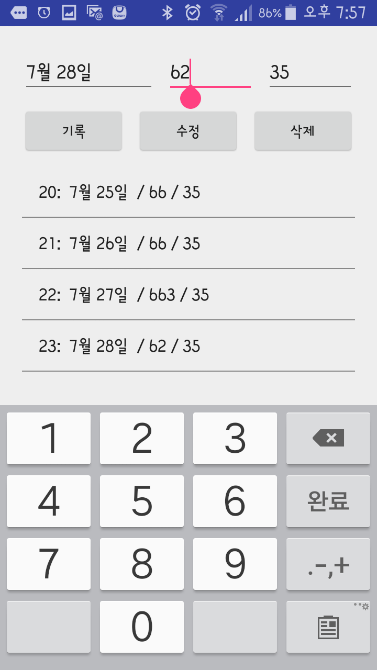 86% 오후 7:57
7월 28일 62 35
기록 수정 삭제
20: 7월 25일 / 66 / 35
21: 7월 26일 / 66 / 35
22: 7월 27일 / 663 / 35
23: 7월 28일 / 62 / 35
1 2 3
4 5 6 완료
7 8 9 .-,+
0